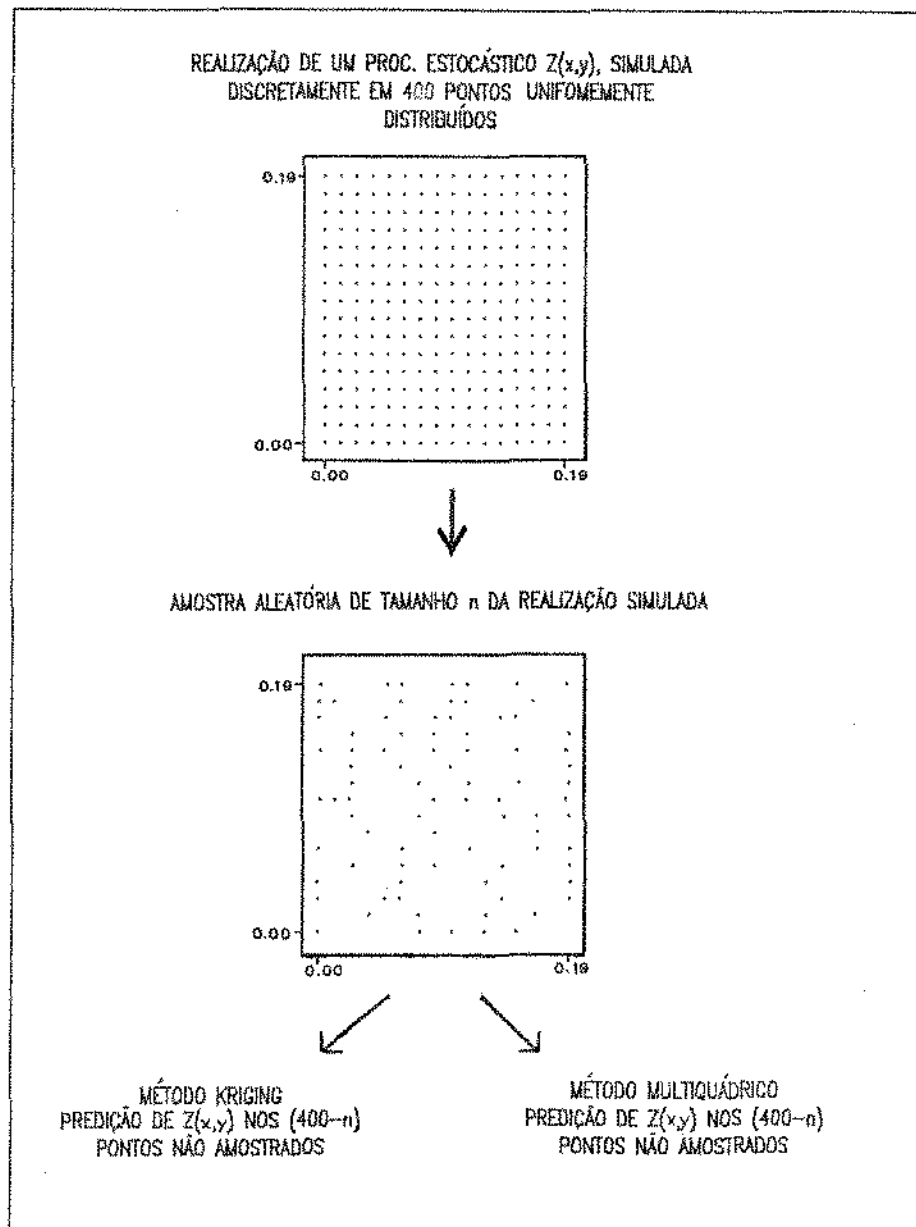 REALIZAÇÃO DE UM PROC. ESTOCÁSTICO Z(x,y), SIMULADA
DISCRETAMENTE EM 400 PONTOS UNIFOMEMENTE
DISTRIBUÍDOS
0.19
0.00
0.00 0.19
AMOSTRA ALEATÓRIA DE TAMANHO n DA REALIZAÇÃO SIMULADA
0.19
0.00
0.00 0.19
MÉTODO KRIGING
PREDIÇÃO DE Z(x,y) NOS (400-n)
PONTOS NÃO AMOSTRADOS
MÉTODO MULTIQUÁDRICO
PREDIÇÃO DE Z(x,y) NOS (400-n)
PONTOS NÃO AMOSTRADOS